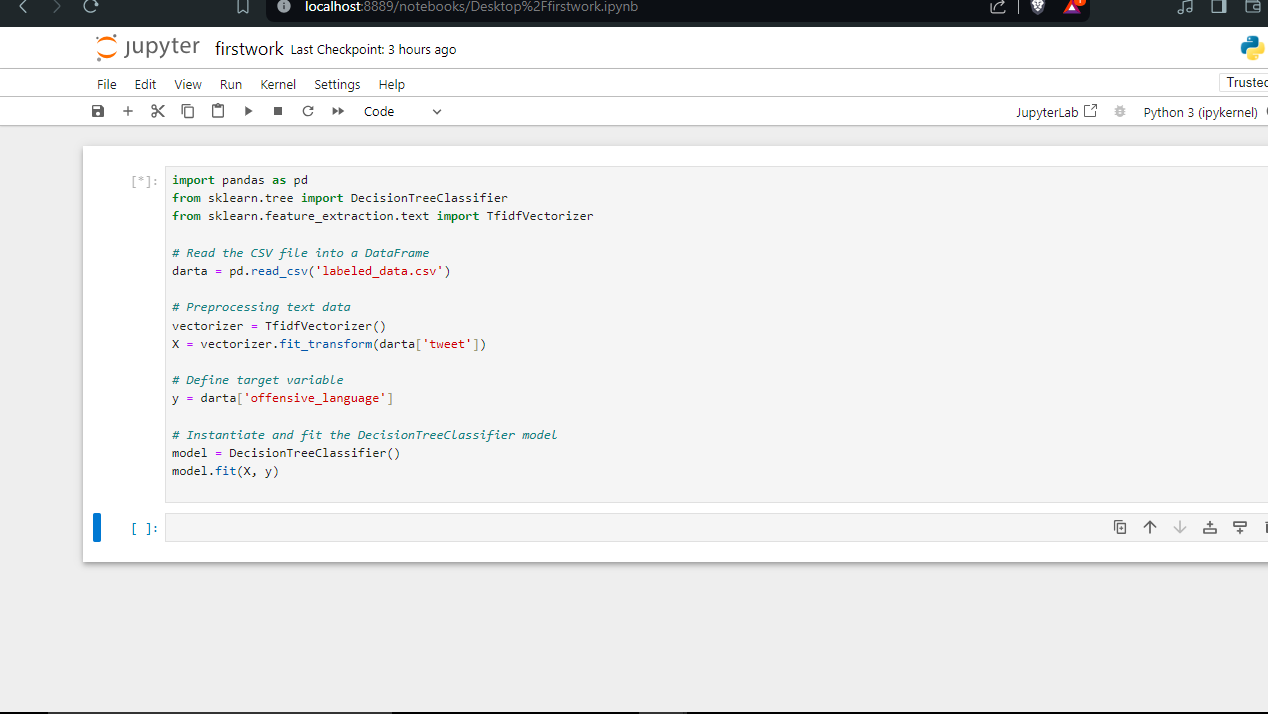 localhost:8889/notebooks/Desktop%2Ffirstwork.ipynb
jupyter firstwork Last Checkpoint: 3 hours ago
File Edit View Run Kernel Settings Help
Trusted
Code
JupyterLab Python 3 (ipykernel)
[*]:
import pandas as pd
from sklearn.tree import DecisionTreeClassifier
from sklearn.feature_extraction.text import TfidfVectorizer
# Read the CSV file into a DataFrame
darta = pd.read_csv('labeled_data.csv')
# Preprocessing text data
vectorizer = TfidfVectorizer()
X = vectorizer.fit_transform(darta['tweet'])
# Define target variable
y = darta['offensive_language']
# Instantiate and fit the DecisionTreeClassifier model
model = DecisionTreeClassifier()
model.fit(X, y)
[ ]: